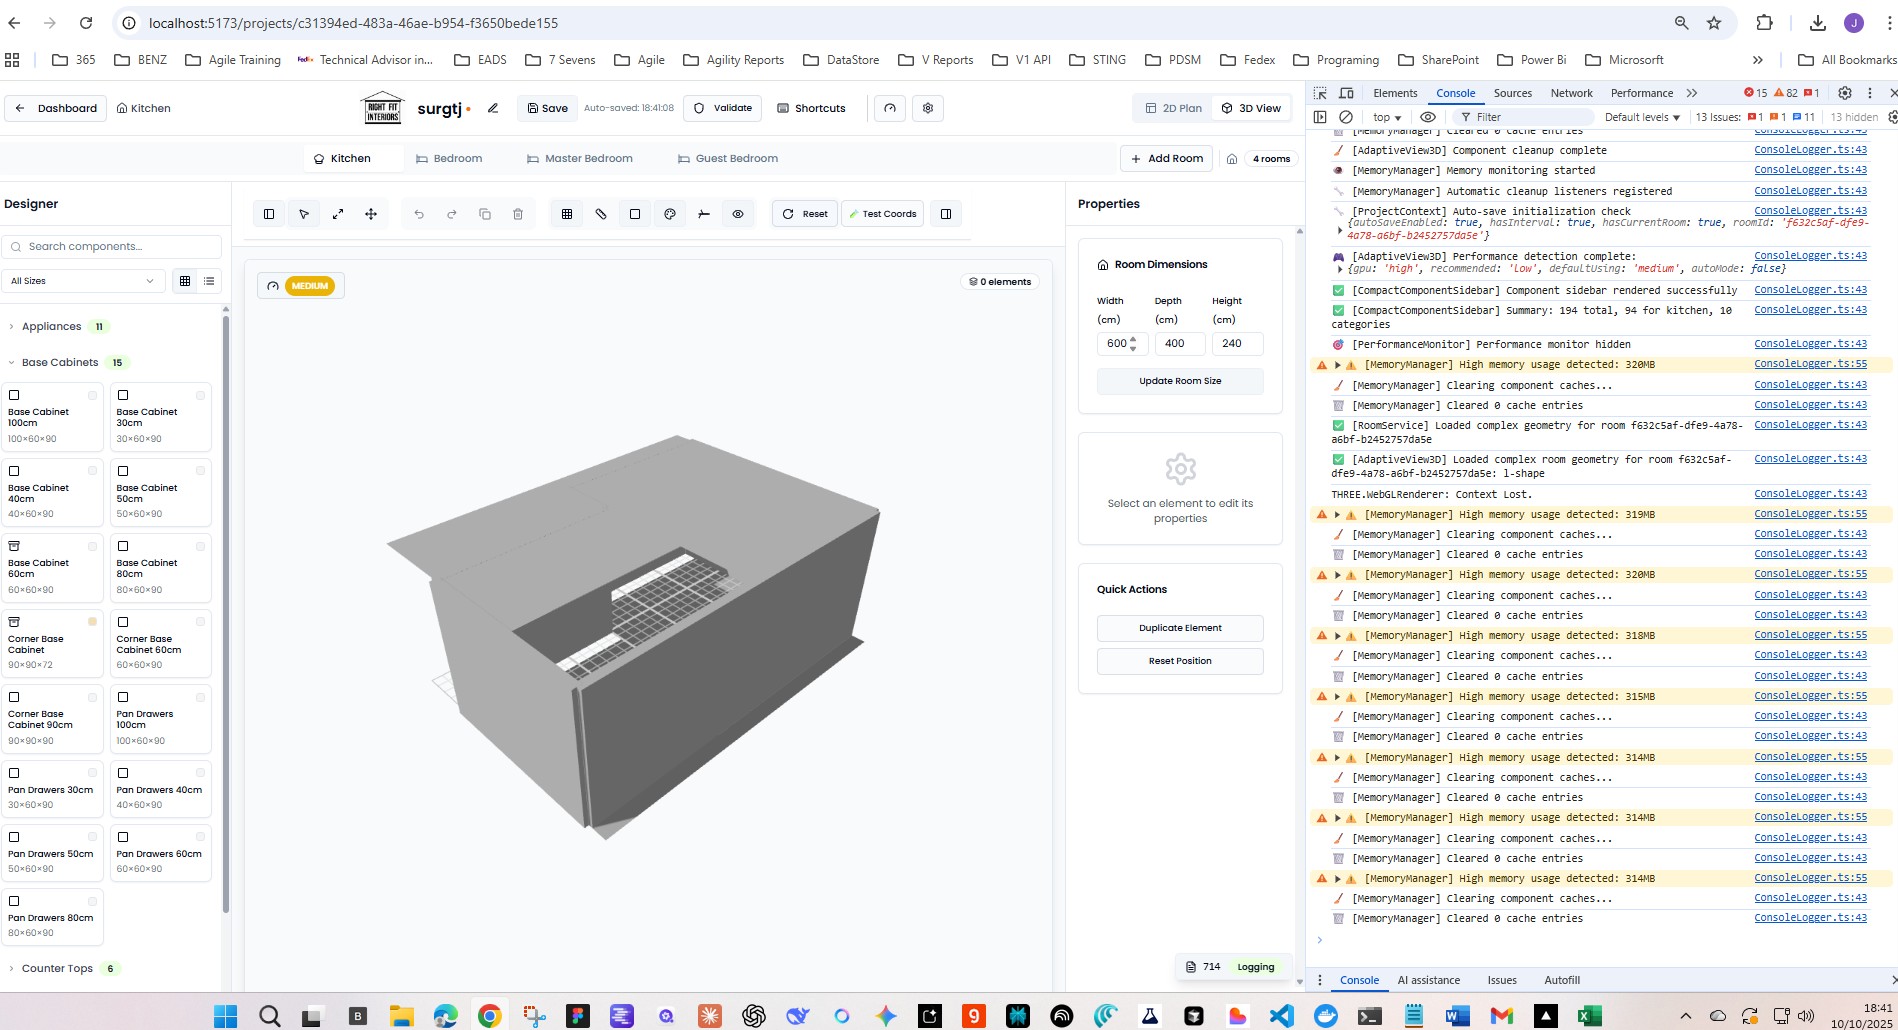 localhost:5173/projects/c31394ed-483a-46ae-b954-f3650bede155
J
365
BENZ
Agile Training
Technical Advisor in...
EADS
7 Sevens
Agile
Agility Reports
DataStore
V Reports
V1 API
STING
PDSM
Fedex
Programing
SharePoint
Power Bi
Microsorft
All Bookmarks
Dashboard
Kitchen
RIGHT FIT
INTERIORS
surgtj
Save
Auto-saved: 18:41:08
Validate
Shortcuts
2D Plan
3D View
Kitchen
Bedroom
Master Bedroom
Guest Bedroom
Add Room
4 rooms
Designer
Search components...
All Sizes
Appliances 11
Base Cabinets 15
Base Cabinet
100cm
100×60×90
Base Cabinet
30cm
30×60×90
Base Cabinet
40cm
40×60×90
Base Cabinet
50cm
50×60×90
Base Cabinet
60cm
60×60×90
Base Cabinet
80cm
80×60×90
Corner Base
Cabinet
90×90×72
Corner Base
Cabinet 60cm
60×60×90
Corner Base
Cabinet 90cm
90×90×90
Pan Drawers
100cm
100×60×90
Pan Drawers 30cm
30×60×90
Pan Drawers 40cm
40×60×90
Pan Drawers 50cm
50×60×90
Pan Drawers 60cm
60×60×90
Pan Drawers 80cm
80×60×90
Counter Tops 6
Reset
Test Coords
MEDIUM
0 elements
Properties
Room Dimensions
Width
(cm)
Depth
(cm)
Height
(cm)
600
400
240
Update Room Size
Select an element to edit its
properties
Quick Actions
Duplicate Element
Reset Position
714 Logging
Elements
Console
Sources
Network
Performance
15 82 1
top
Filter
Default levels
13 Issues: 1 1 11
13 hidden
[MemoryManager] Cleared 0 cache entries ConsoleLogger.ts:43
[AdaptiveView3D] Component cleanup complete ConsoleLogger.ts:43
[MemoryManager] Memory monitoring started ConsoleLogger.ts:43
[MemoryManager] Automatic cleanup listeners registered ConsoleLogger.ts:43
[ProjectContext] Auto-save initialization check ConsoleLogger.ts:43
{autoSaveEnabled: true, hasInterval: true, hasCurrentRoom: true, roomId: 'f632c5af-dfe9-
4a78-a6bf-b2452757da5e'}
[AdaptiveView3D] Performance detection complete: ConsoleLogger.ts:43
{gpu: 'high', recommended: 'low', defaultUsing: 'medium', autoMode: false}
[CompactComponentSidebar] Component sidebar rendered successfully ConsoleLogger.ts:43
[CompactComponentSidebar] Summary: 194 total, 94 for kitchen, 10 ConsoleLogger.ts:43
categories
[PerformanceMonitor] Performance monitor hidden ConsoleLogger.ts:43
[MemoryManager] High memory usage detected: 320MB ConsoleLogger.ts:55
[MemoryManager] Clearing component caches... ConsoleLogger.ts:43
[MemoryManager] Cleared 0 cache entries ConsoleLogger.ts:43
[RoomService] Loaded complex geometry for room f632c5af-dfe9-4a78- ConsoleLogger.ts:43
a6bf-b2452757da5e
[AdaptiveView3D] Loaded complex room geometry for room f632c5af- ConsoleLogger.ts:43
dfe9-4a78-a6bf-b2452757da5e: l-shape
THREE.WebGLRenderer: Context Lost. ConsoleLogger.ts:43
[MemoryManager] High memory usage detected: 319MB ConsoleLogger.ts:55
[MemoryManager] Clearing component caches... ConsoleLogger.ts:43
[MemoryManager] Cleared 0 cache entries ConsoleLogger.ts:43
[MemoryManager] High memory usage detected: 320MB ConsoleLogger.ts:55
[MemoryManager] Clearing component caches... ConsoleLogger.ts:43
[MemoryManager] Cleared 0 cache entries ConsoleLogger.ts:43
[MemoryManager] High memory usage detected: 318MB ConsoleLogger.ts:55
[MemoryManager] Clearing component caches... ConsoleLogger.ts:43
[MemoryManager] Cleared 0 cache entries ConsoleLogger.ts:43
[MemoryManager] High memory usage detected: 315MB ConsoleLogger.ts:55
[MemoryManager] Clearing component caches... ConsoleLogger.ts:43
[MemoryManager] Cleared 0 cache entries ConsoleLogger.ts:43
[MemoryManager] High memory usage detected: 314MB ConsoleLogger.ts:55
[MemoryManager] Clearing component caches... ConsoleLogger.ts:43
[MemoryManager] Cleared 0 cache entries ConsoleLogger.ts:43
[MemoryManager] High memory usage detected: 314MB ConsoleLogger.ts:55
[MemoryManager] Clearing component caches... ConsoleLogger.ts:43
[MemoryManager] Cleared 0 cache entries ConsoleLogger.ts:43
[MemoryManager] High memory usage detected: 314MB ConsoleLogger.ts:55
[MemoryManager] Clearing component caches... ConsoleLogger.ts:43
[MemoryManager] Cleared 0 cache entries ConsoleLogger.ts:43
Console
AI assistance
Issues
Autofill
18:41
10/10/2025